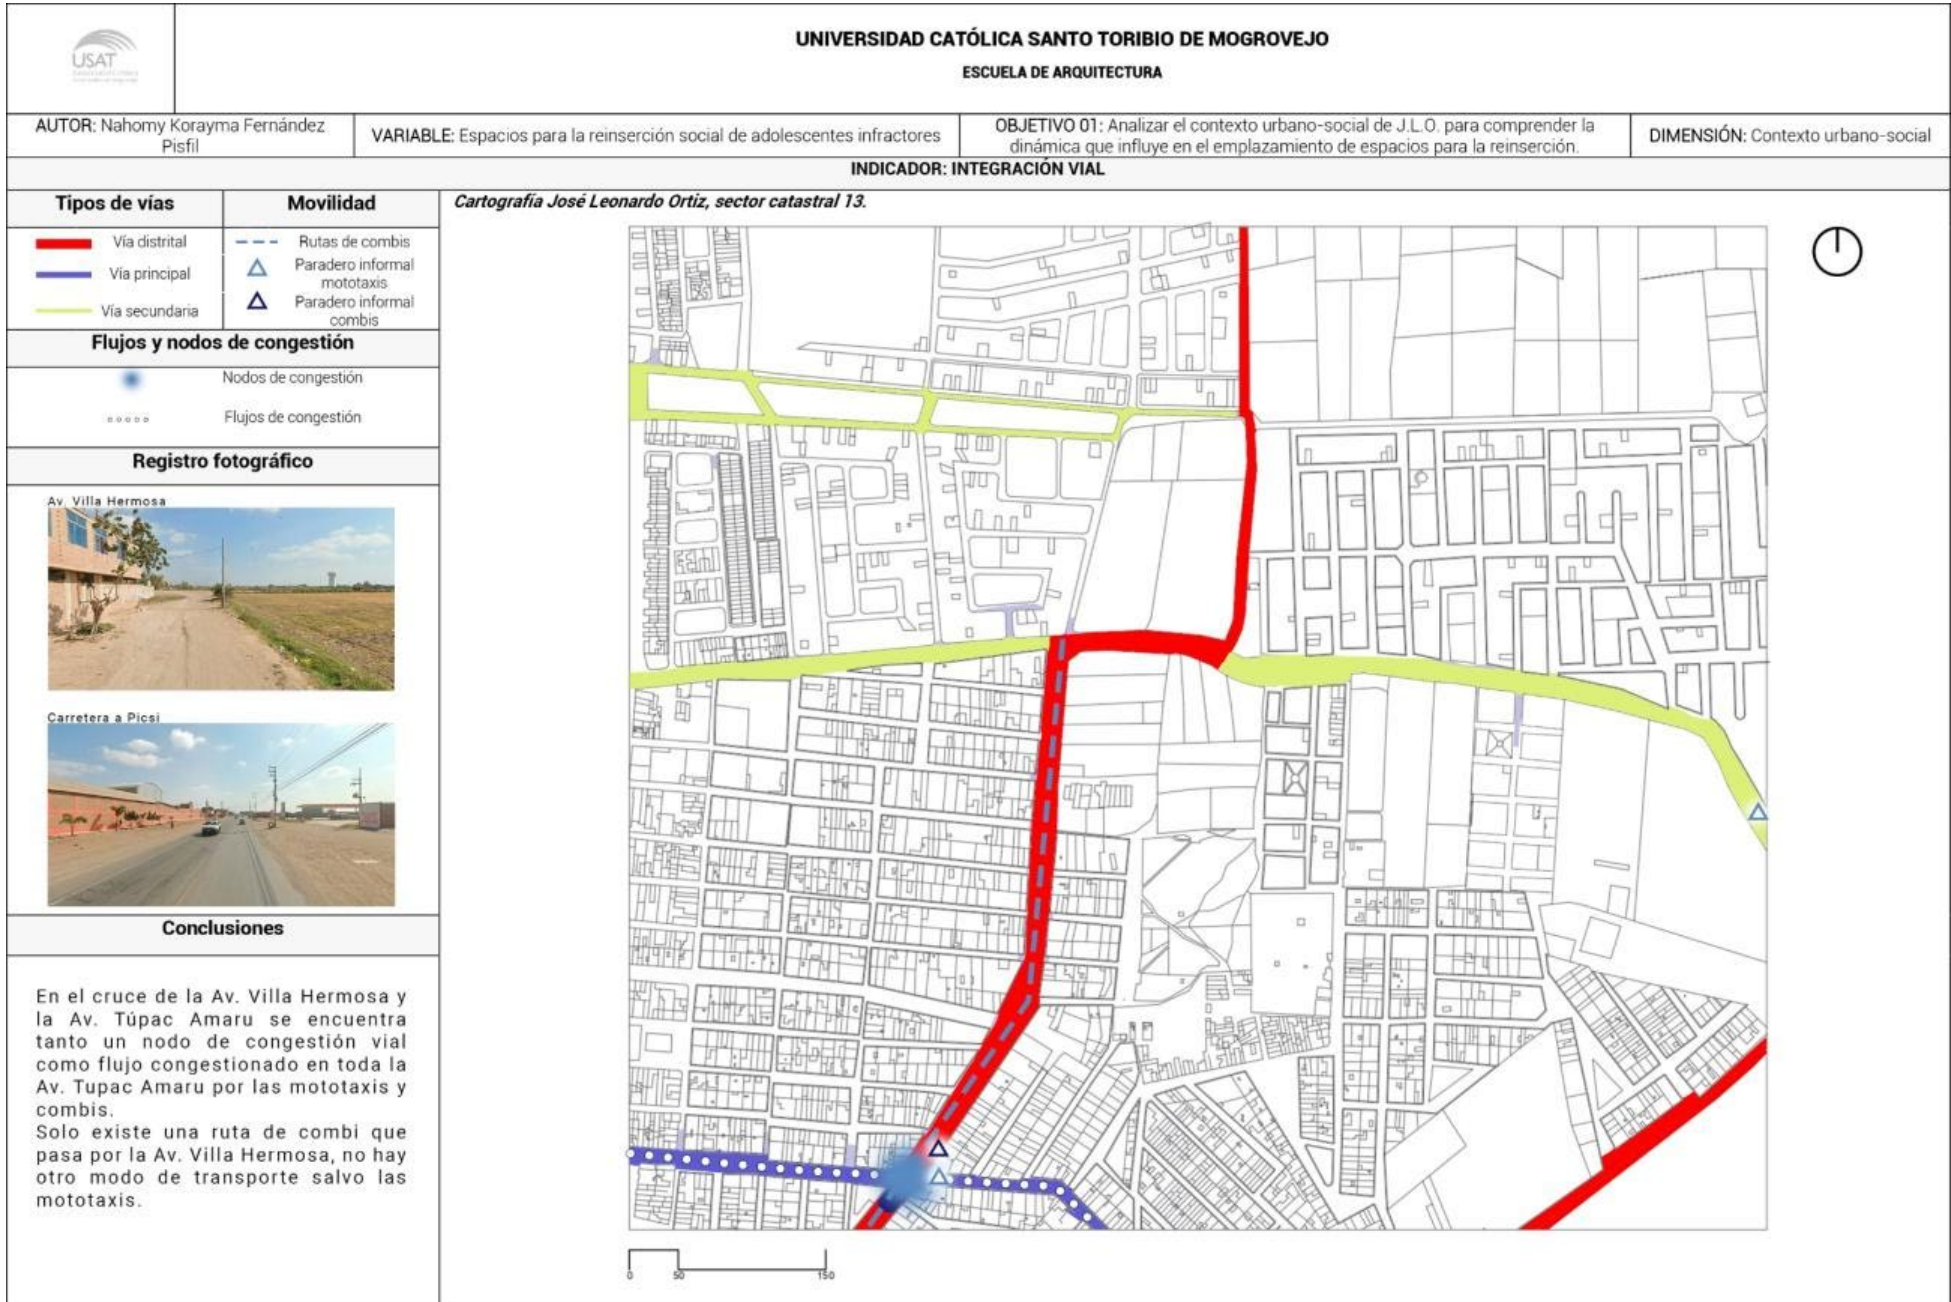 USAT
UNIVERSIDAD CATÓLICA SANTO TORIBIO DE MOGROVEJO
ESCUELA DE ARQUITECTURA
AUTOR: Nahomy Korayma Fernández
Pisfil
VARIABLE: Espacios para la reinserción social de adolescentes infractores
OBJETIVO 01: Analizar el contexto urbano-social de J.L.O. para comprender la
dinámica que influye en el emplazamiento de espacios para la reinserción.
DIMENSIÓN: Contexto urbano-social
INDICADOR: INTEGRACIÓN VIAL
Tipos de vías
Vía distrital
Vía principal
Vía secundaria
Movilidad
Rutas de combis
Paradero informal
mototaxis
Paradero informal
combis
Flujos y nodos de congestión
Nodos de congestión
Flujos de congestión
Registro fotográfico
Av. Villa Hermosa
Carretera a Picsi
Conclusiones
En el cruce de la Av. Villa Hermosa y
la Av. Túpac Amaru se encuentra
tanto un nodo de congestión vial
como flujo congestionado en toda la
Av. Tupac Amaru por las mototaxis y
combis.
Solo existe una ruta de combi que
pasa por la Av. Villa Hermosa, no hay
otro modo de transporte salvo las
mototaxis.
Cartografía José Leonardo Ortiz, sector catastral 13.
0 50 150